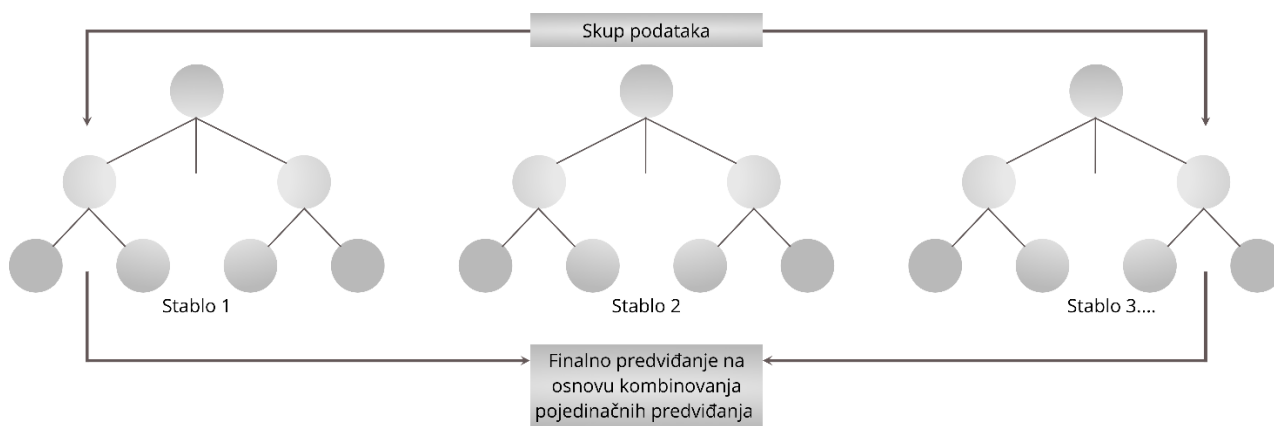 Skup podataka
Stablo 1
Stablo 2
Stablo 3....
Finalno predviđanje na
osnovu kombinovanja
pojedinačnih predviđanja